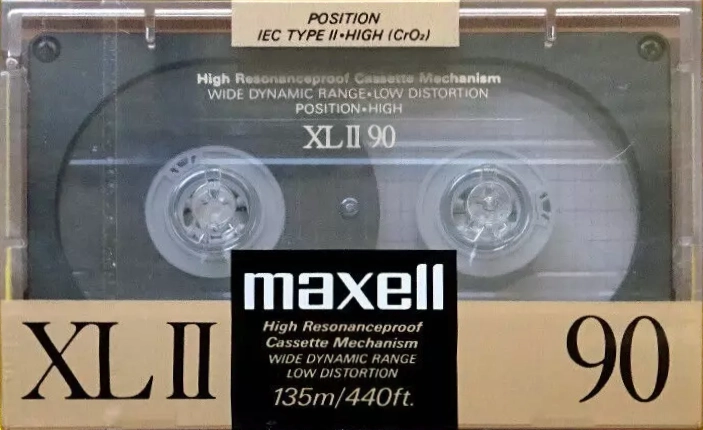 POSITION
IEC TYPE II•HIGH (CrO₂)
High Resonanceproof Cassette Mechanism
WIDE DYNAMIC RANGE•LOW DISTORTION
POSITION•HIGH
XL II 90
maxell
High Resonanceproof
Cassette Mechanism
WIDE DYNAMIC RANGE
LOW DISTORTION
135m/440ft.
XL II
90